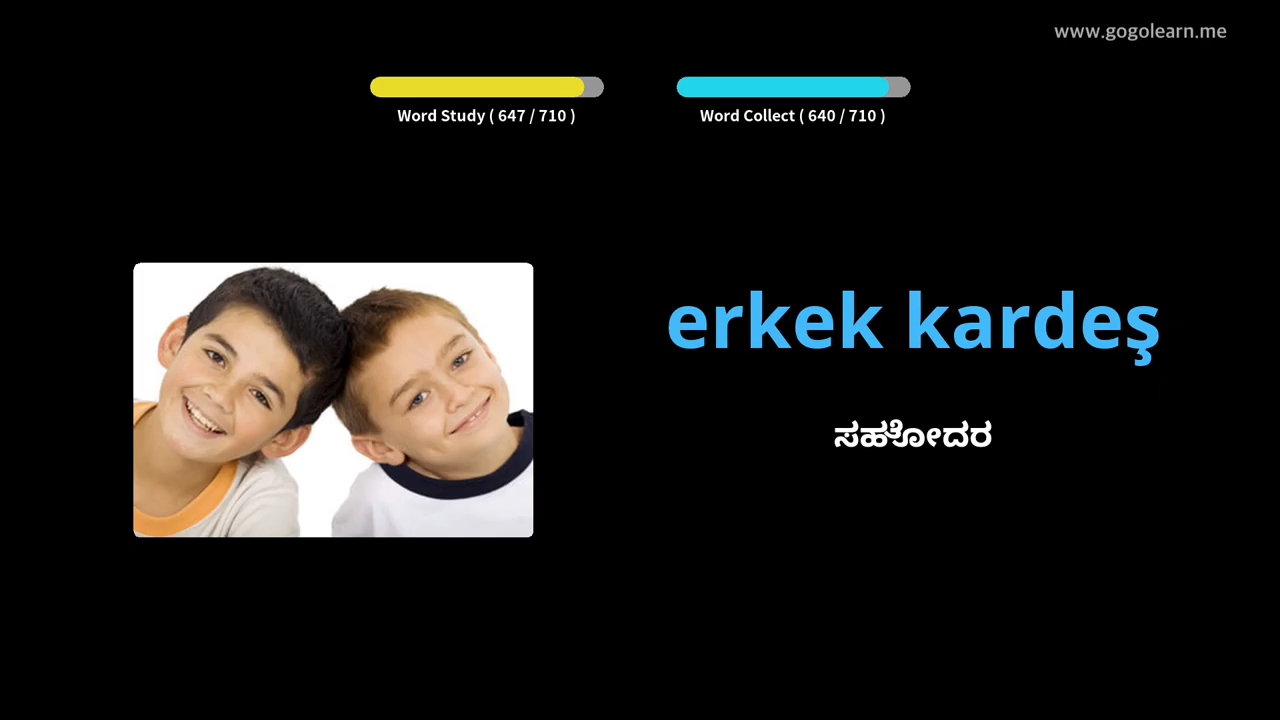 www.gogolearn.me
Word Study ( 647 / 710 )
Word Collect ( 640 / 710 )
erkek kardeş
ಸಹೋದರ